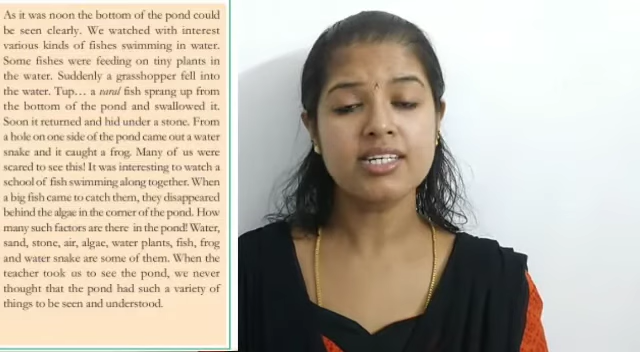 As it was noon the bottom of the pond could
be seen clearly. We watched with interest
various kinds of fishes swimming in water.
Some fishes were feeding on tiny plants in
the water. Suddenly a grasshopper fell into
the water. Tup... a varal fish sprang up from
the bottom of the pond and swallowed it.
Soon it returned and hid under a stone. From
a hole on one side of the pond came out a water
snake and it caught a frog. Many of us were
scared to see this! It was interesting to watch a
school of fish swimming along together. When
a big fish came to catch them, they disappeared
behind the algae in the corner of the pond. How
many such factors are there in the pond! Water,
sand, stone, air, algae, water plants, fish, frog
and water snake are some of them. When the
teacher took us to see the pond, we never
thought that the pond had such a variety of
things to be seen and understood.